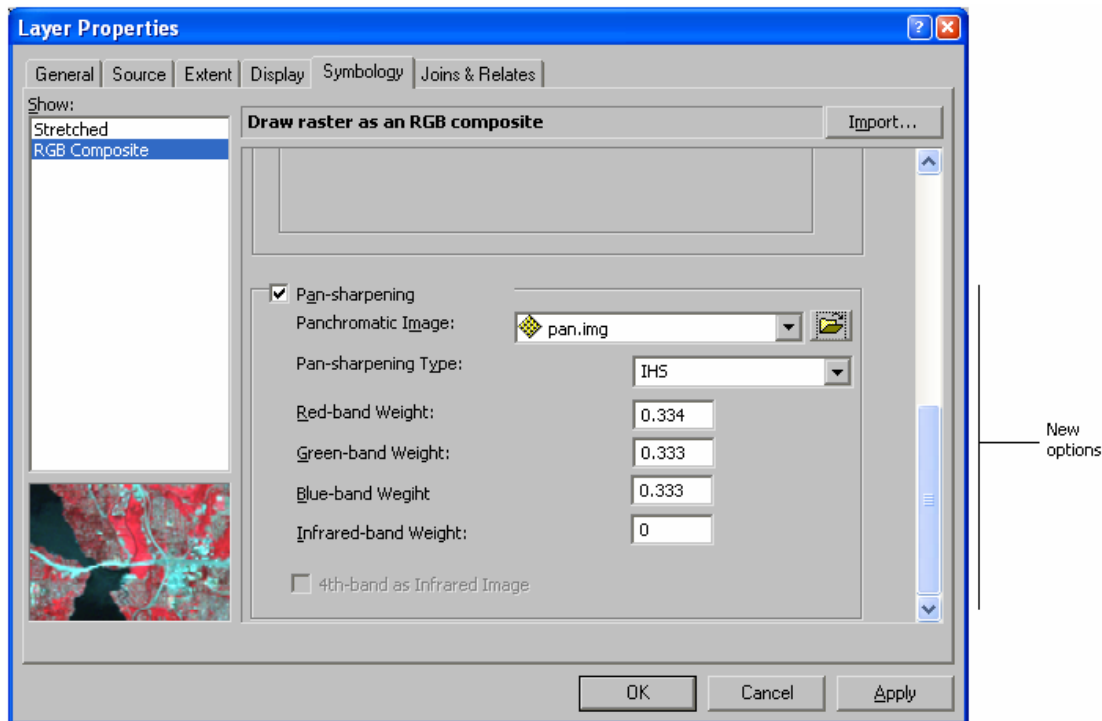 Layer Properties
General Source Extent Display Symbology Joins & Relates
Show:
Stretched
RGB Composite
Draw raster as an RGB composite
Import...
Pan-sharpening
Panchromatic Image:
pan.img
Pan-sharpening Type:
IHS
Red-band Weight:
0.334
Green-band Weight:
0.333
Blue-band Wegiht
0.333
Infrared-band Weight:
0
4th-band as Infrared Image
New
options
OK Cancel Apply